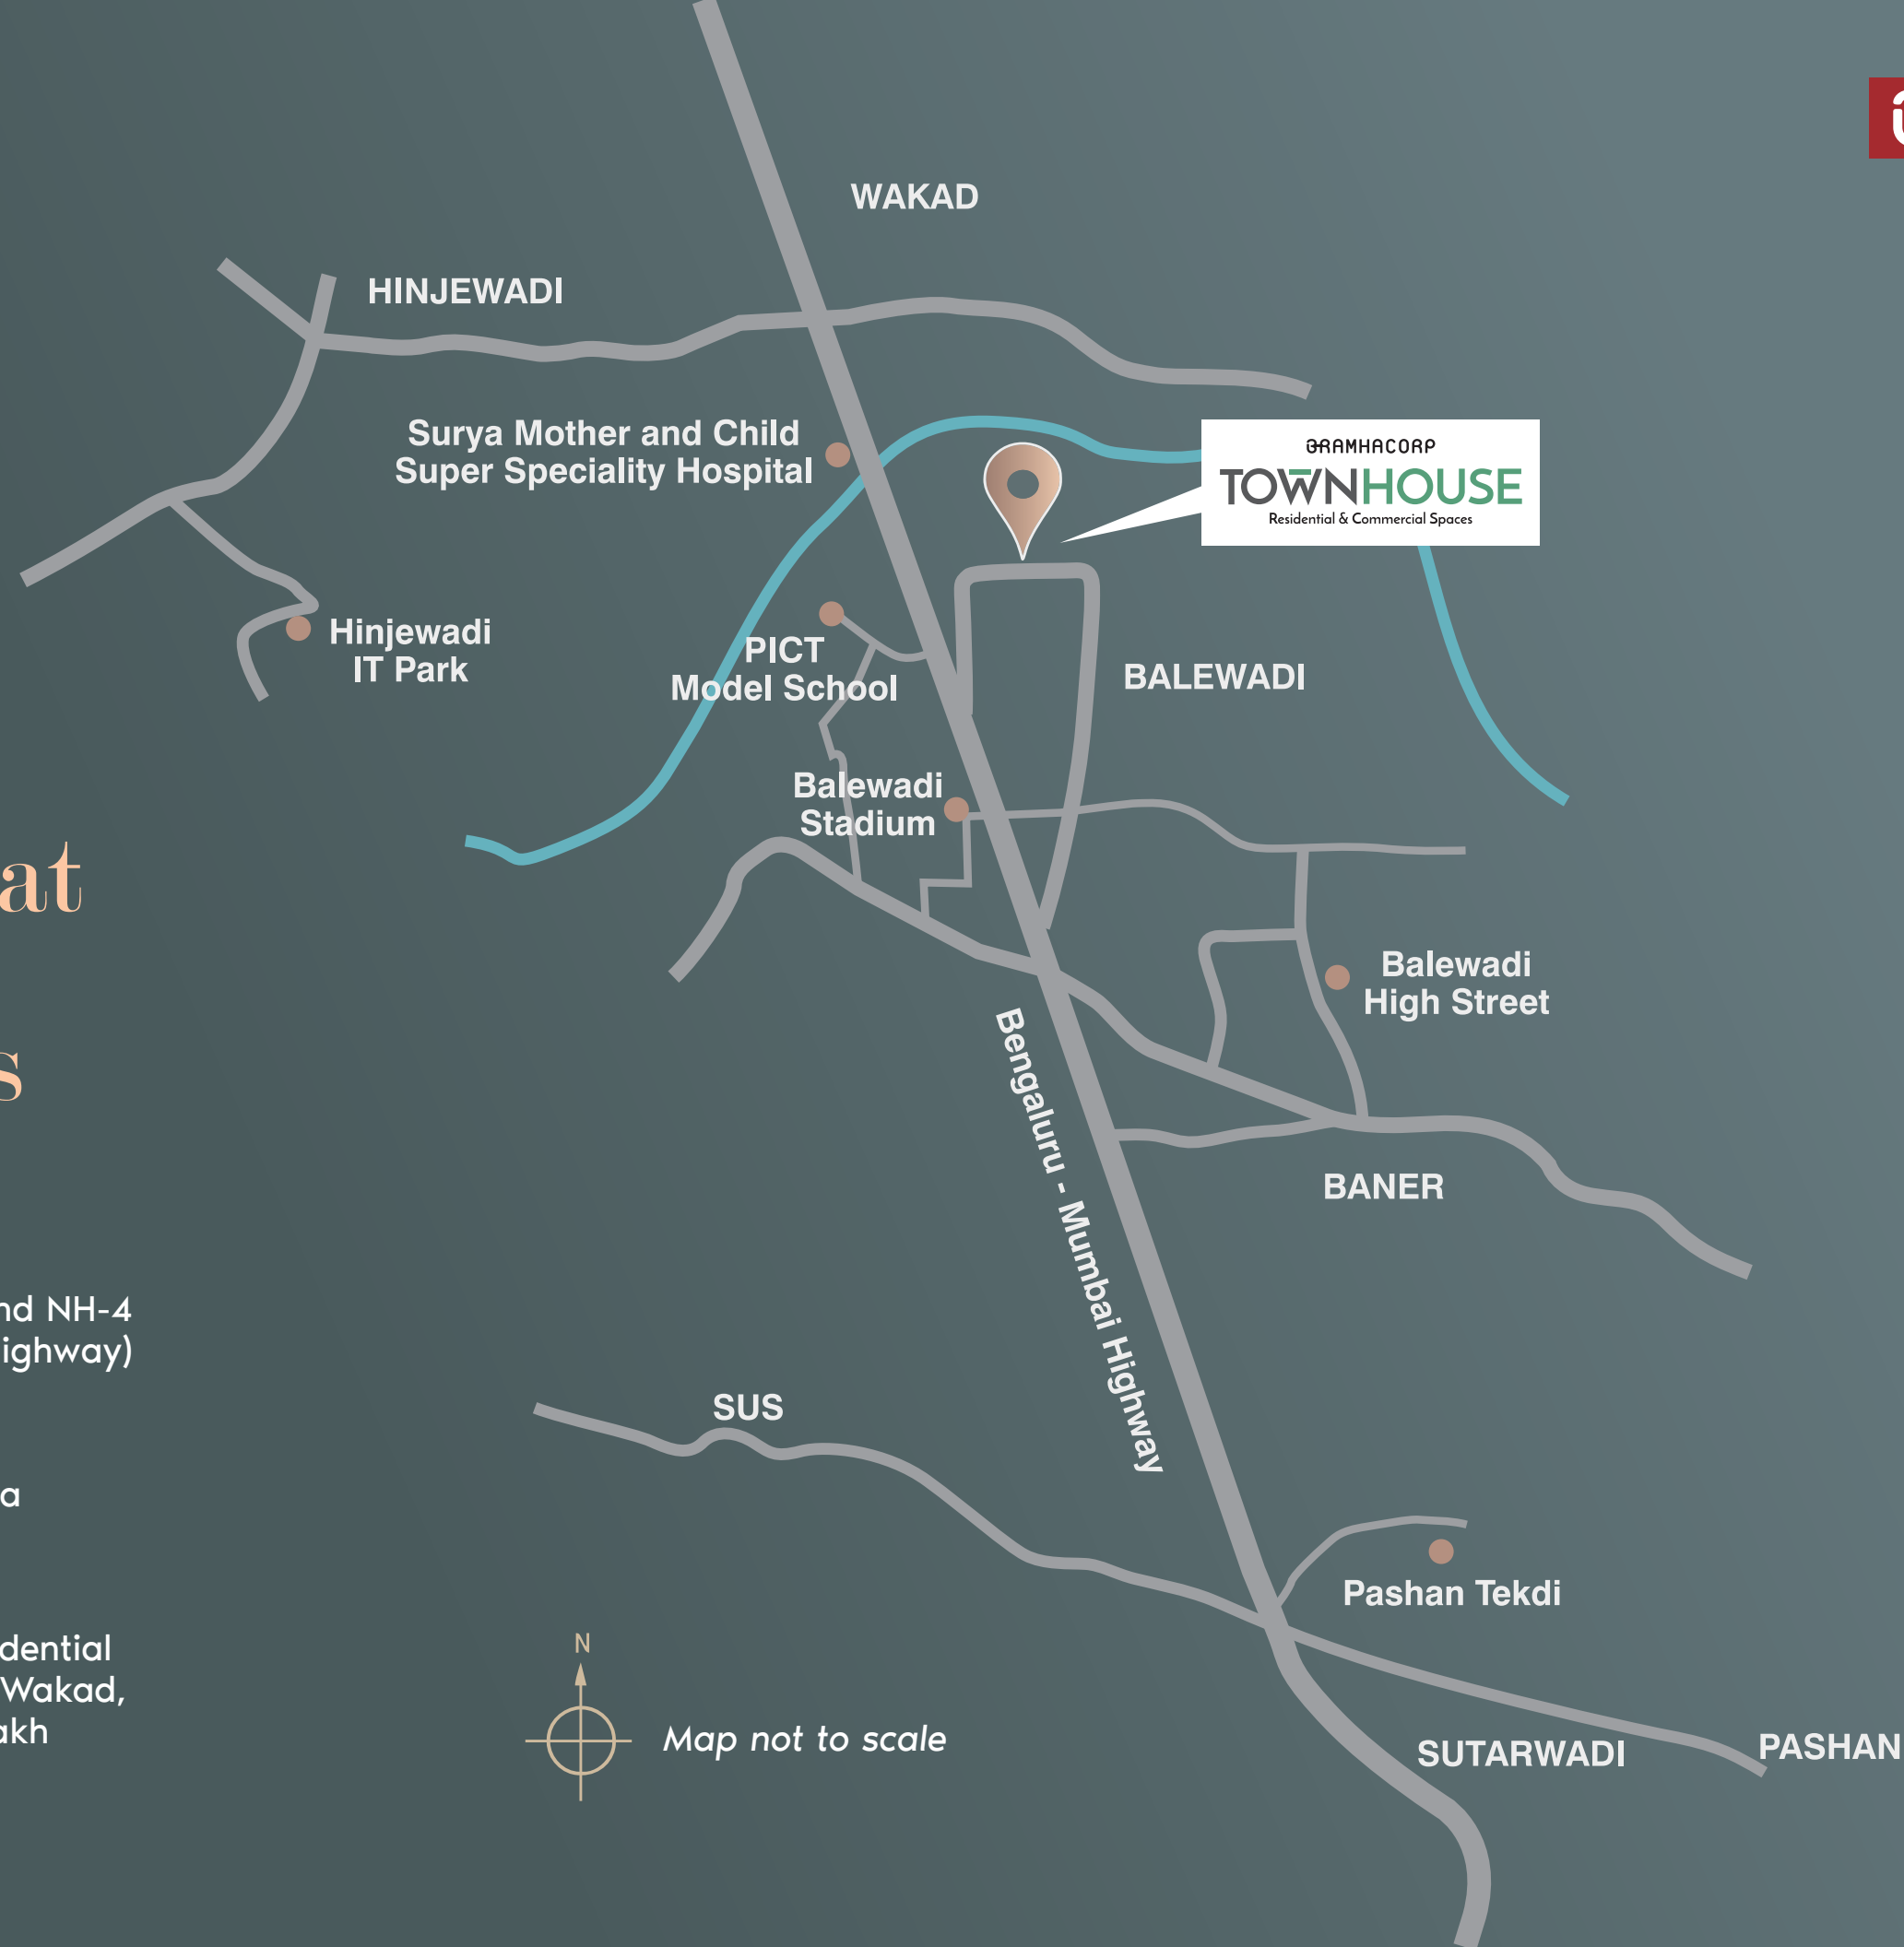 WAKAD
HINJEWADI
Surya Mother and Child
Super Speciality Hospital
BRAMHACORP
TOWNHOUSE
Residential & Commercial Spaces
Hinjewadi
IT Park
PICT
Model School
BALEWADI
Balewadi
Stadium
at
Balewadi
High Street
s
Bengaluru - Mumbai Highway
BANER
nd NH-4
ighway)
SUS
a
Pashan Tekdi
N
dential
Wakad,
akh
Map not to scale
SUTARWADI
PASHAN